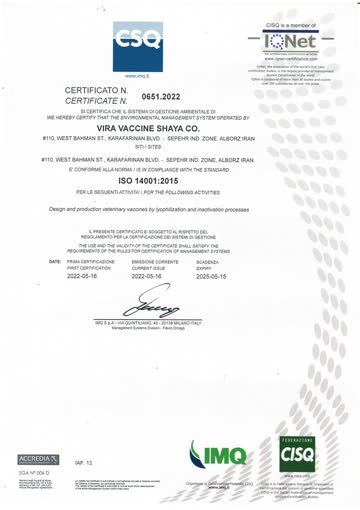 CSQ
www.imq.it
CISQ is a member of
IQNet
www.iqnet-certification.com
CERTIFICATO N.
CERTIFICATE N.
0651.2022
SI CERTIFICA CHE IL SISTEMA DI GESTIONE AMBIENTALE DI
WE HEREBY CERTIFY THAT THE ENVIRONMENTAL MANAGEMENT SYSTEM OPERATED BY
VIRA VACCINE SHAYA CO.
#110, WEST BAHMAN ST., KARAFARINAN BLVD. - SEPEHR IND. ZONE, ALBORZ IRAN
SITI / SITES
#110, WEST BAHMAN ST., KARAFARINAN BLVD. - SEPEHR IND. ZONE, ALBORZ IRAN
E' CONFORME ALLA NORMA / IS IN COMPLIANCE WITH THE STANDARD
ISO 14001:2015
PER LE SEGUENTI ATTIVITA' / FOR THE FOLLOWING ACTIVITIES
Design and production veterinary vaccines by lyophilization and inactivation processes
IL PRESENTE CERTIFICATO E' SOGGETTO AL RISPETTO DEL
REGOLAMENTO PER LA CERTIFICAZIONE DEI SISTEMI DI GESTIONE
THE USE AND THE VALIDITY OF THE CERTIFICATE SHALL SATISFY THE
REQUIREMENTS OF THE RULES FOR CERTIFICATION OF MANAGEMENT SYSTEMS
DATE: PRIMA CERTIFICAZIONE EMISSIONE CORRENTE SCADENZA
FIRST CERTIFICATION CURRENT ISSUE EXPIRY
2022-05-16 2022-05-16 2025-05-15
IMQ S.p.A - VIA QUINTILIANO, 43 - 20138 MILANO ITALY
Management Systems Division - Flavio Ornago
ACCREDIA
SGA N° 006 D
IAF: 13
IMQ
www.imq.it
FEDERAZIONE
CISQ
www.cisq.com